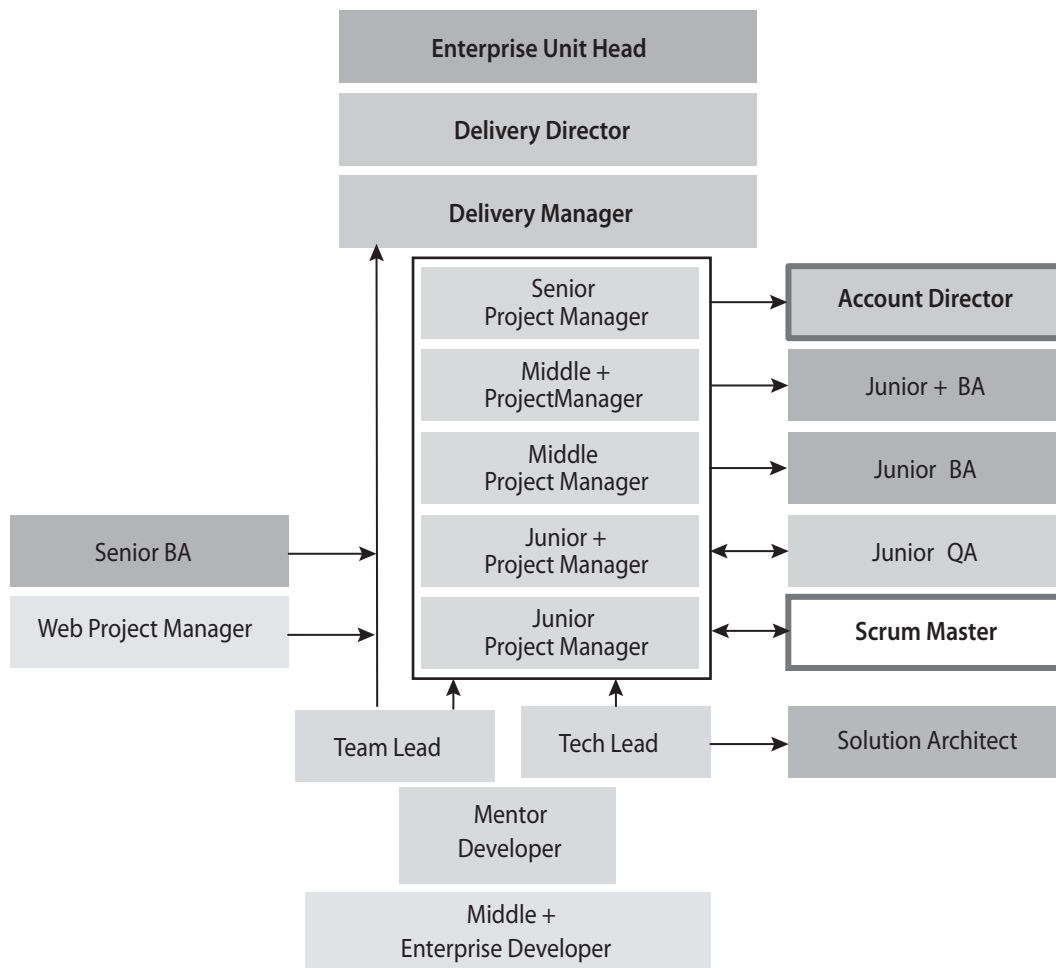 Enterprise Unit Head
Delivery Director
Delivery Manager
Senior
Project Manager
Account Director
Middle +
ProjectManager
Junior + BA
Middle
Project Manager
Junior BA
Senior BA
Junior +
Project Manager
Junior QA
Web Project Manager
Junior
Project Manager
Scrum Master
Team Lead
Tech Lead
Solution Architect
Mentor
Developer
Middle +
Enterprise Developer